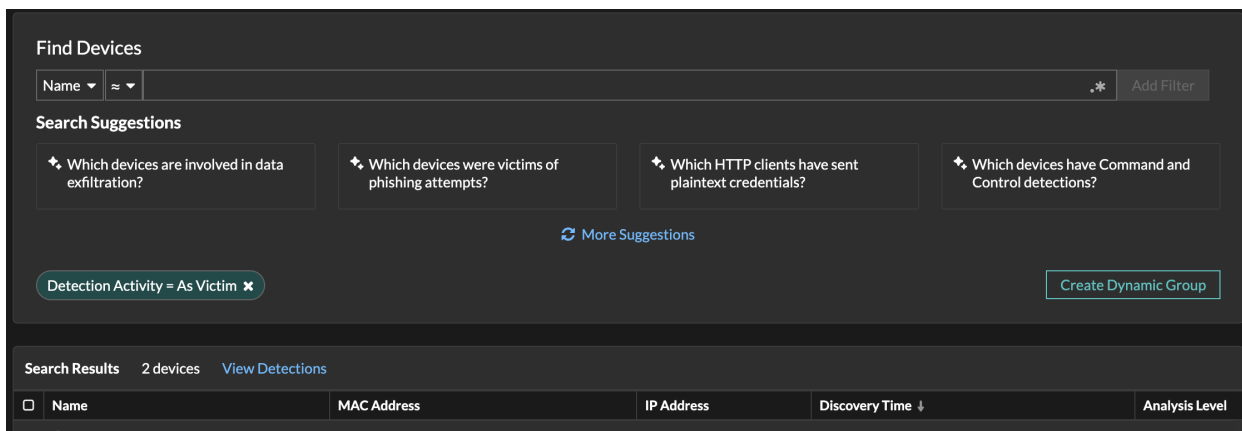 Find Devices
Name ≈ .* Add Filter
Search Suggestions
Which devices are involved in data
exfiltration?
Which devices were victims of
phishing attempts?
Which HTTP clients have sent
plaintext credentials?
Which devices have Command and
Control detections?
More Suggestions
Detection Activity = As Victim ✖ Create Dynamic Group
Search Results 2 devices View Detections
Name MAC Address IP Address Discovery Time ↓ Analysis Level